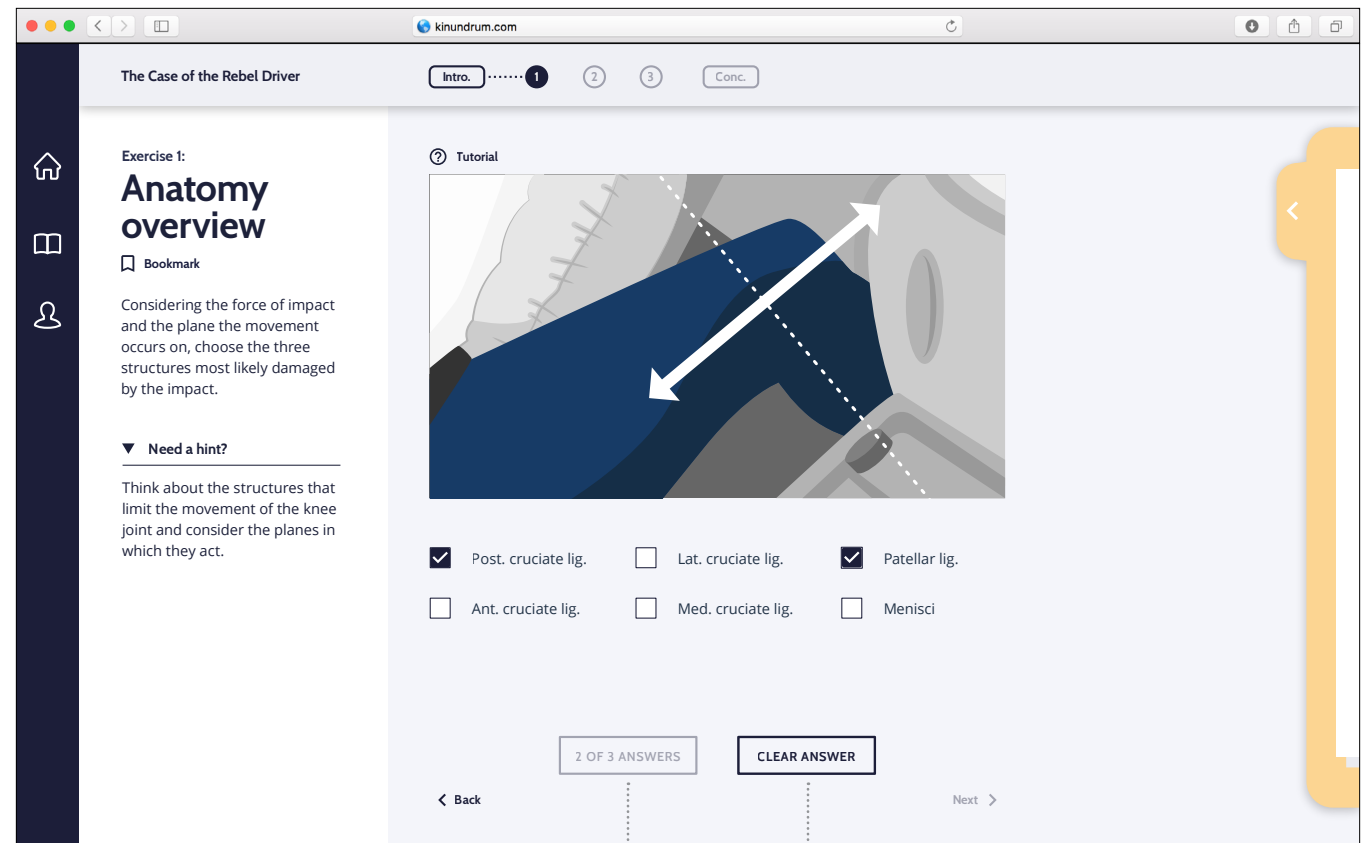 kinundrum.com
The Case of the Rebel Driver
Intro.
1
2
3
Conc.
Exercise 1:
Anatomy
overview
Bookmark
Considering the force of impact
and the plane the movement
occurs on, choose the three
structures most likely damaged
by the impact.
Need a hint?
Think about the structures that
limit the movement of the knee
joint and consider the planes in
which they act.
? Tutorial
Post. cruciate lig.
Lat. cruciate lig.
Patellar lig.
Ant. cruciate lig.
Med. cruciate lig.
Menisci
2 OF 3 ANSWERS
CLEAR ANSWER
Back
Next